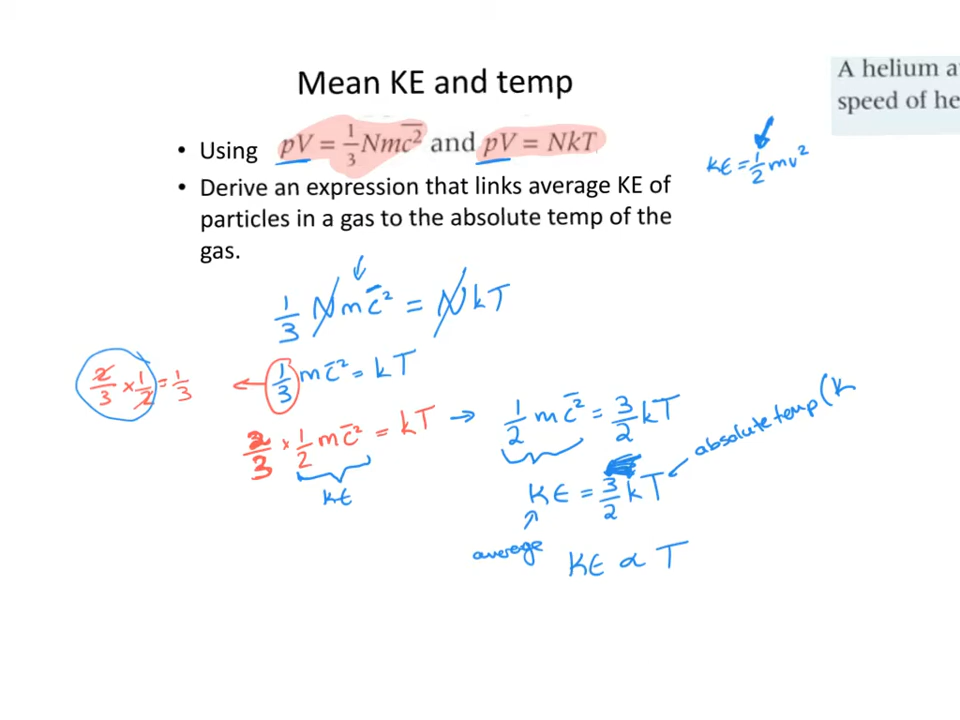 Mean KE and temp
A helium a
speed of he
• Using pV = 1/3 Nmc̅² and pV = NkT
KE = 1/2 mv²
• Derive an expression that links average KE of
particles in a gas to the absolute temp of the
gas.
1/3 Nmc̅² = NkT
2/3 × 1/2 = 1/3 ← 1/3 mc̅² = kT
2/3 × 1/2 mc̅² = kT → 1/2 mc̅² = 3/2 kT
KE
absolute temp (K
KE = 3/2 kT
average
KE ∝ T